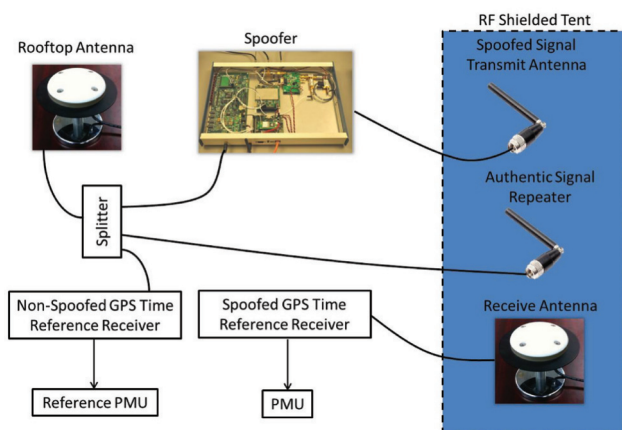 RF Shielded Tent
Rooftop Antenna
Spoofer
Spoofed Signal
Transmit Antenna
Authentic Signal
Repeater
Splitter
Non-Spoofed GPS Time
Reference Receiver
Spoofed GPS Time
Reference Receiver
Receive Antenna
Reference PMU
PMU